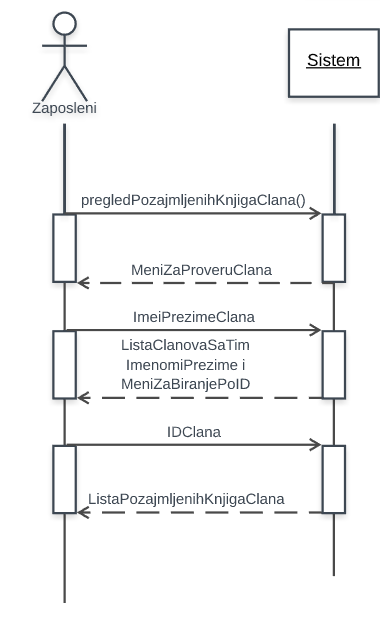 Zaposleni
Sistem
pregledPozajmljenihKnjigaClana()
MeniZaProveruClana
ImeiPrezimeClana
ListaClanovaSaTim
ImenomiPrezime i
MeniZaBiranjePoID
IDClana
ListaPozajmljenihKnjigaClana